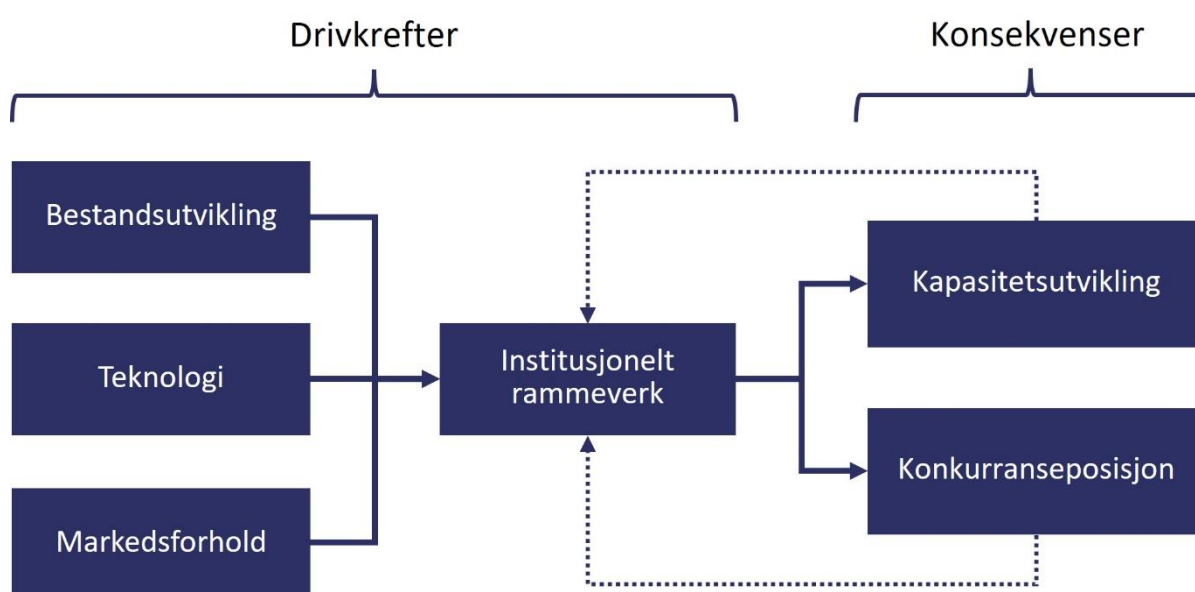 Drivkrefter
Konsekvenser
Bestandsutvikling
Teknologi
Markedsforhold
Institusjonelt
rammeverk
Kapasitetsutvikling
Konkurranseposisjon